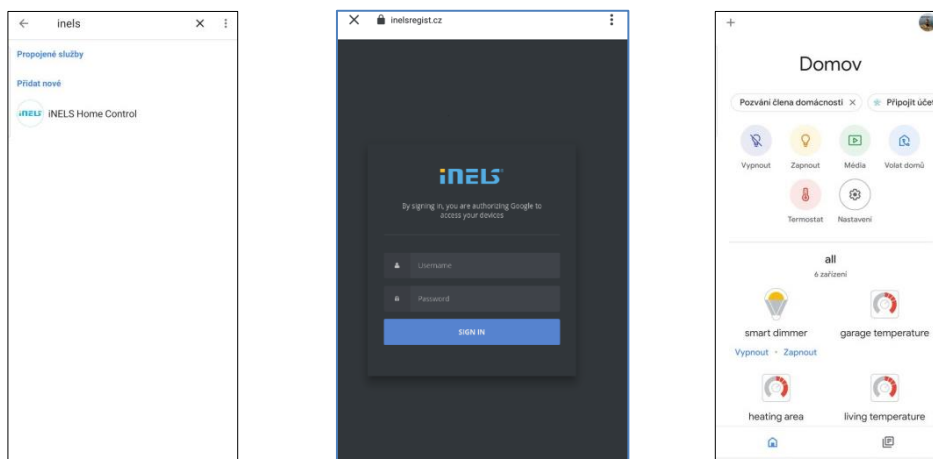 inels
Propojené služby
Přidat nové
iNELS
iNELS Home Control
inelsregist.cz
iNELS
By signing in, you are authorizing Google to
access your devices
Username
Password
SIGN IN
Domov
Pozvání člena domácnosti
Připojit účet
Vypnout
Zapnout
Média
Volat domů
Termostat
Nastavení
all
6 zařízení
smart dimmer
garage temperature
Vypnout • Zapnout
heating area
living temperature